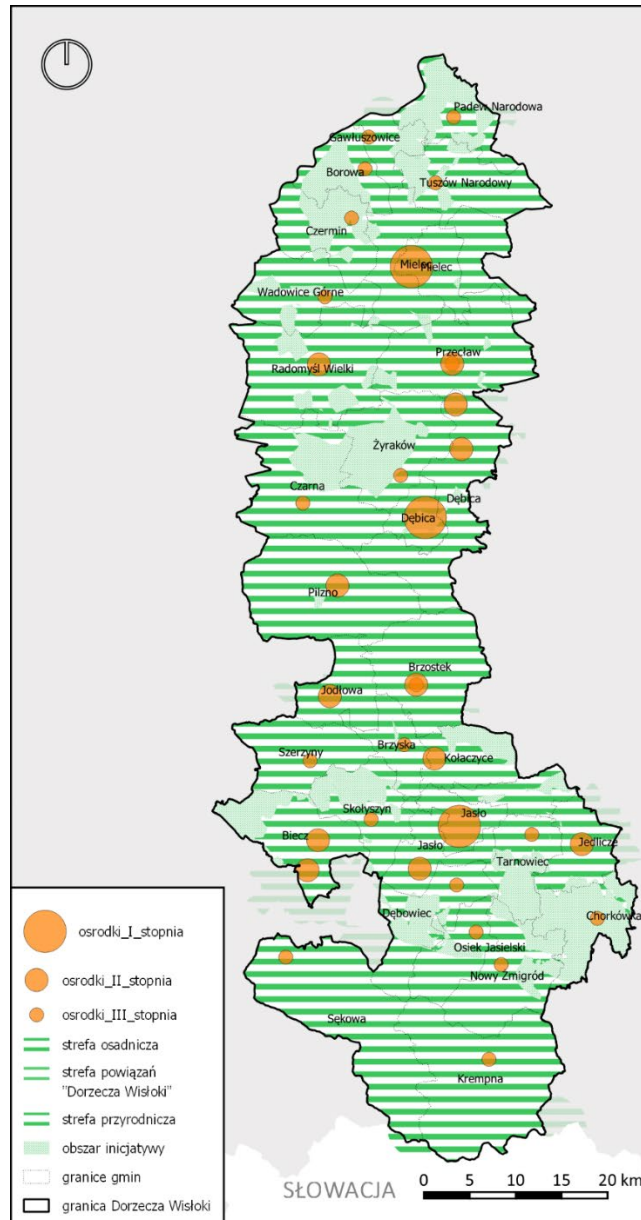 Padew Narodowa
Gawłuszowice
Borowa
Tuszów Narodowy
Czermin
Mielec
Mielec
Wadowice Górne
Przecław
Radomyśl Wielki
Żyraków
Czarna
Dębica
Dębica
Pilzno
Brzostek
Jodłowa
Brzyska
Szerzyny
Kołaczyce
Skołyszyn
Jasło
Biecz
Jasło
Jedlicze
Tarnowiec
Dębowiec
Chorkówka
Osiek Jasielski
Nowy Żmigród
Sękowa
Krempna
ośrodki_I_stopnia
ośrodki_II_stopnia
ośrodki_III_stopnia
strefa osadnicza
strefa powiązań
"Dorzecza Wisłoki"
strefa przyrodnicza
obszar inicjatywy
granice gmin
granica Dorzecza Wisłoki
SŁOWACJA
0 5 10 15 20 km